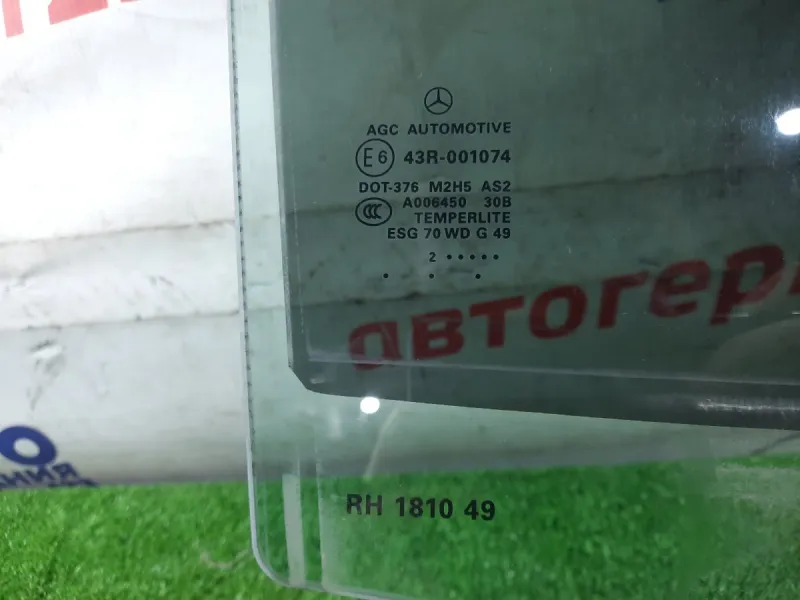 AGC AUTOMOTIVE
E6 43R-001074
DOT-376 M2H5 AS2
CCC A006450 30B
TEMPERLITE
ESG 70 WD G 49
2 • • • • •
• • •
автогер
RH 1810 49